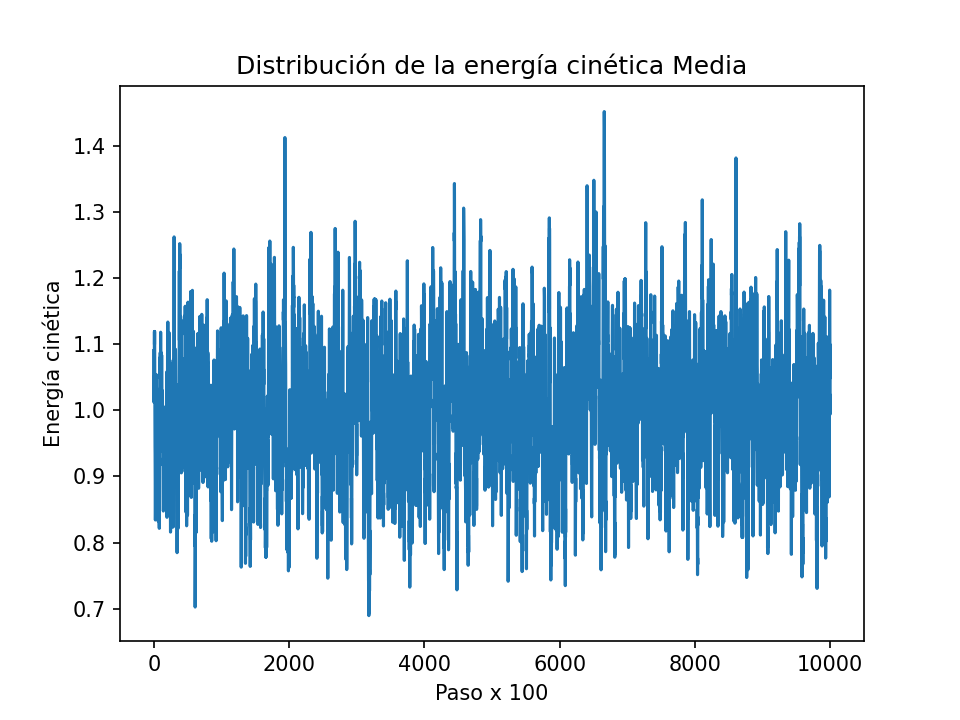 Distribución de la energía cinética Media
Energía cinética
1.4
1.3
1.2
1.1
1.0
0.9
0.8
0.7
0 2000 4000 6000 8000 10000
Paso x 100